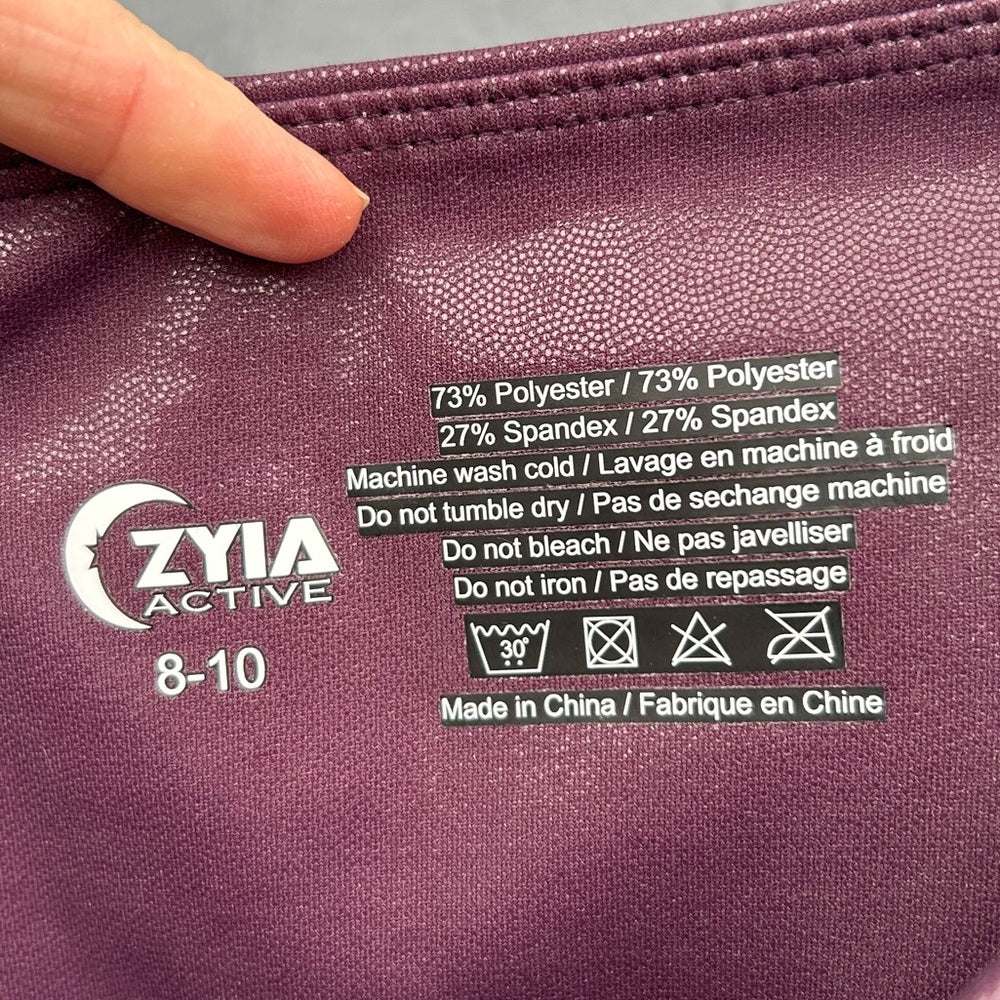 73% Polyester / 73% Polyester
27% Spandex / 27% Spandex
Machine wash cold / Lavage en machine à froid
Do not tumble dry / Pas de sechange machine
Do not bleach / Ne pas javelliser
Do not iron / Pas de repassage
30°
Made in China / Fabrique en Chine
ZYIA
ACTIVE
8-10